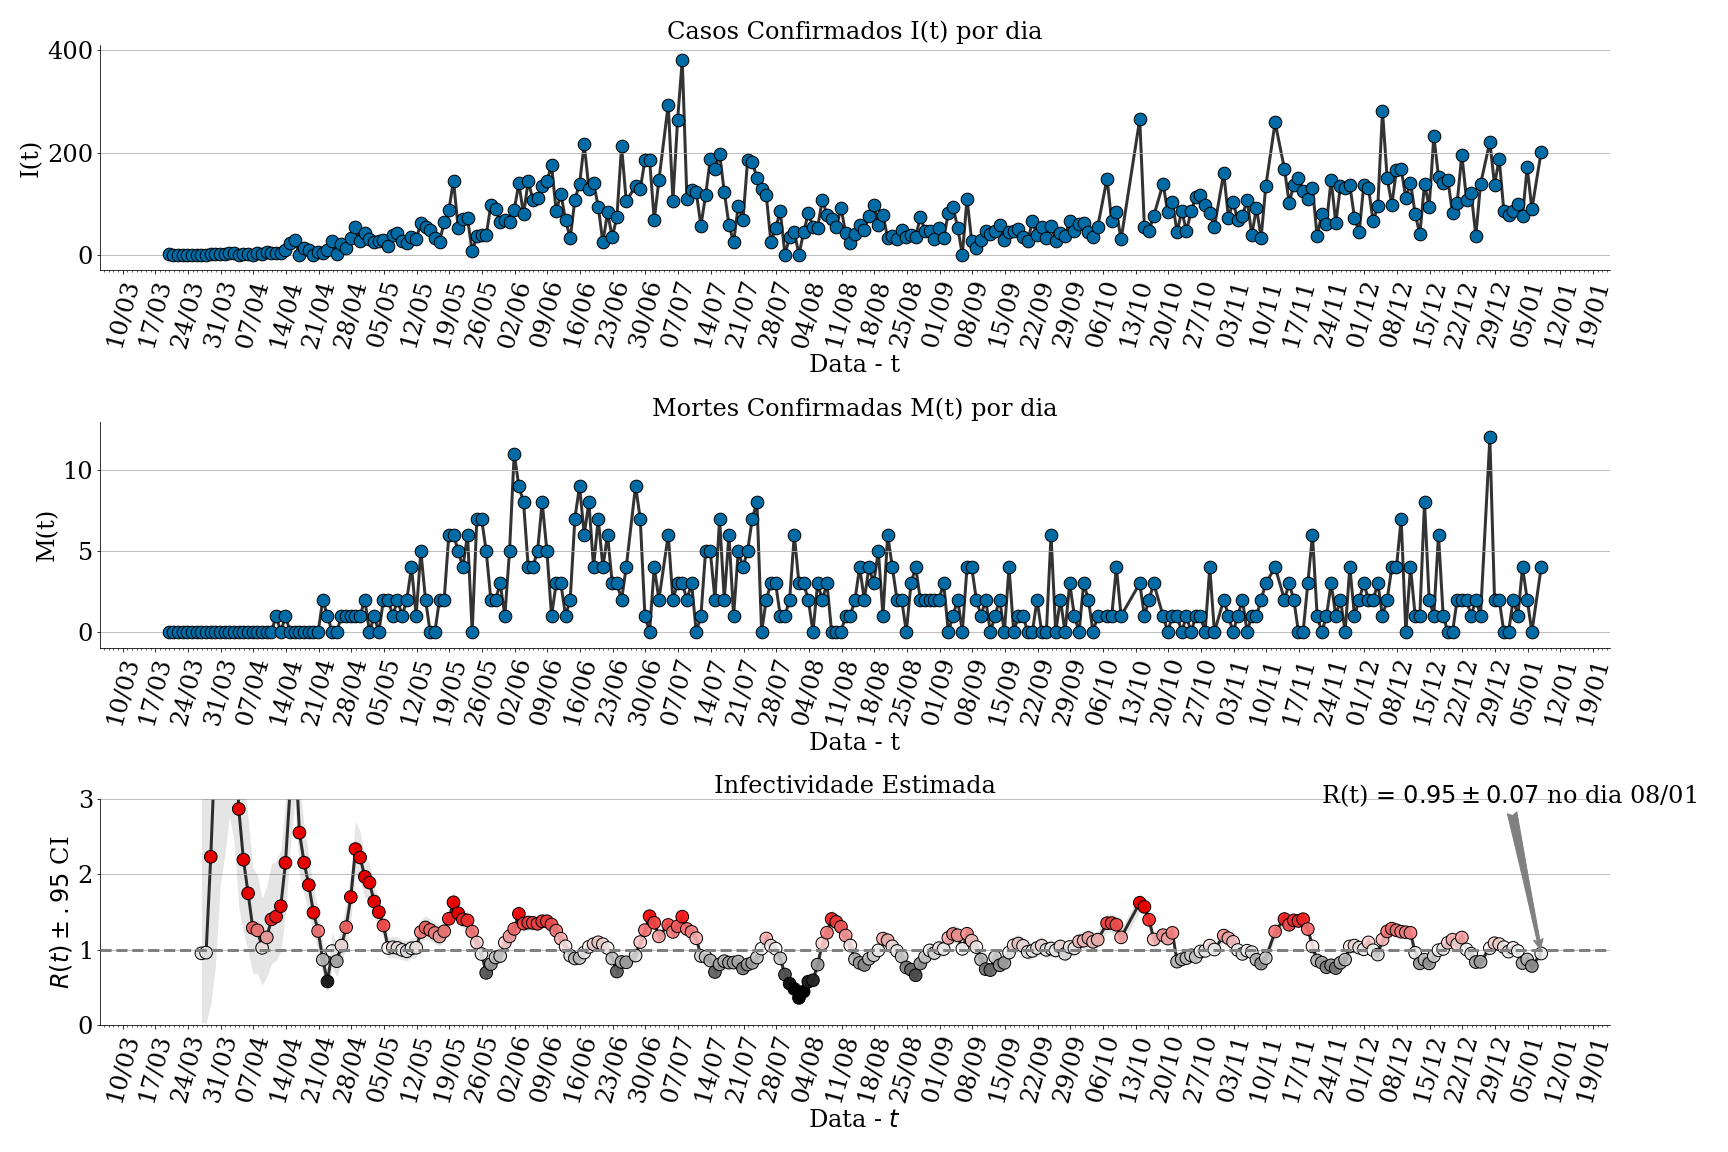 Casos Confirmados I(t) por dia
400
200
0
I(t)
10/03 17/03 24/03 31/03 07/04 14/04 21/04 28/04 05/05 12/05 19/05 26/05 02/06 09/06 16/06 23/06 30/06 07/07 14/07 21/07 28/07 04/08 11/08 18/08 25/08 01/09 08/09 15/09 22/09 29/09 06/10 13/10 20/10 27/10 03/11 10/11 17/11 24/11 01/12 08/12 15/12 22/12 29/12 05/01 12/01 19/01
Data - t
Mortes Confirmadas M(t) por dia
10
5
0
M(t)
10/03 17/03 24/03 31/03 07/04 14/04 21/04 28/04 05/05 12/05 19/05 26/05 02/06 09/06 16/06 23/06 30/06 07/07 14/07 21/07 28/07 04/08 11/08 18/08 25/08 01/09 08/09 15/09 22/09 29/09 06/10 13/10 20/10 27/10 03/11 10/11 17/11 24/11 01/12 08/12 15/12 22/12 29/12 05/01 12/01 19/01
Data - t
Infectividade Estimada
R(t) = 0.95 ± 0.07 no dia 08/01
3
2
1
0
R(t) ± .95 CI
10/03 17/03 24/03 31/03 07/04 14/04 21/04 28/04 05/05 12/05 19/05 26/05 02/06 09/06 16/06 23/06 30/06 07/07 14/07 21/07 28/07 04/08 11/08 18/08 25/08 01/09 08/09 15/09 22/09 29/09 06/10 13/10 20/10 27/10 03/11 10/11 17/11 24/11 01/12 08/12 15/12 22/12 29/12 05/01 12/01 19/01
Data - t